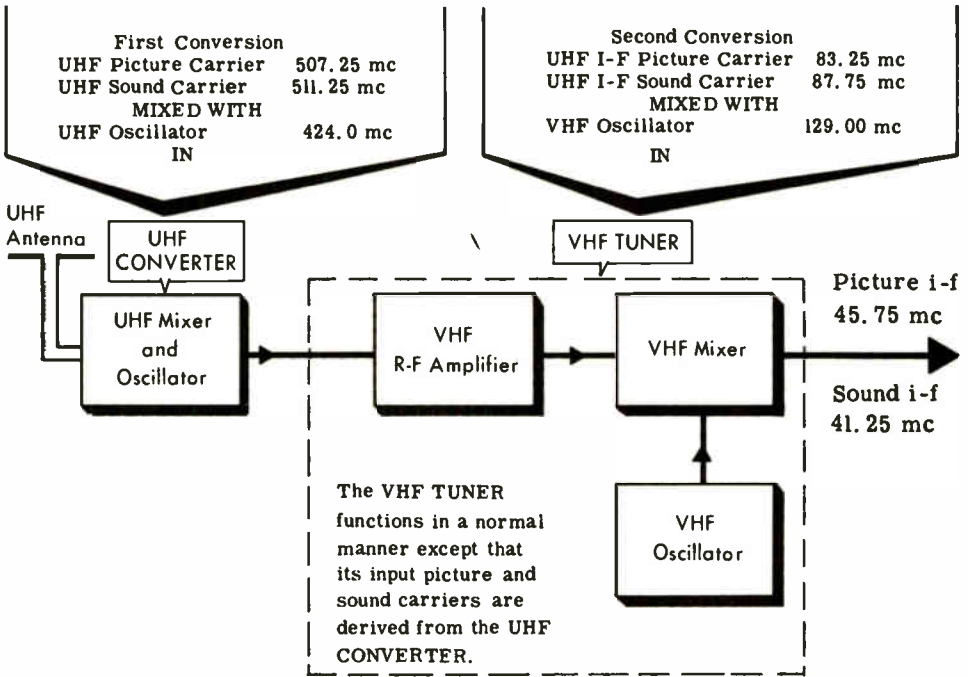 First Conversion
UHF Picture Carrier 507.25 mc
UHF Sound Carrier 511.25 mc
MIXED WITH
UHF Oscillator 424.0 mc
IN
Second Conversion
UHF I-F Picture Carrier 83.25 mc
UHF I-F Sound Carrier 87.75 mc
MIXED WITH
VHF Oscillator 129.00 mc
IN
UHF
Antenna
UHF
CONVERTER
VHF TUNER
UHF Mixer
and
Oscillator
VHF
R-F Amplifier
VHF Mixer
Picture i-f
45.75 mc
Sound i-f
41.25 mc
VHF
Oscillator
The VHF TUNER
functions in a normal
manner except that
its input picture and
sound carriers are
derived from the UHF
CONVERTER.